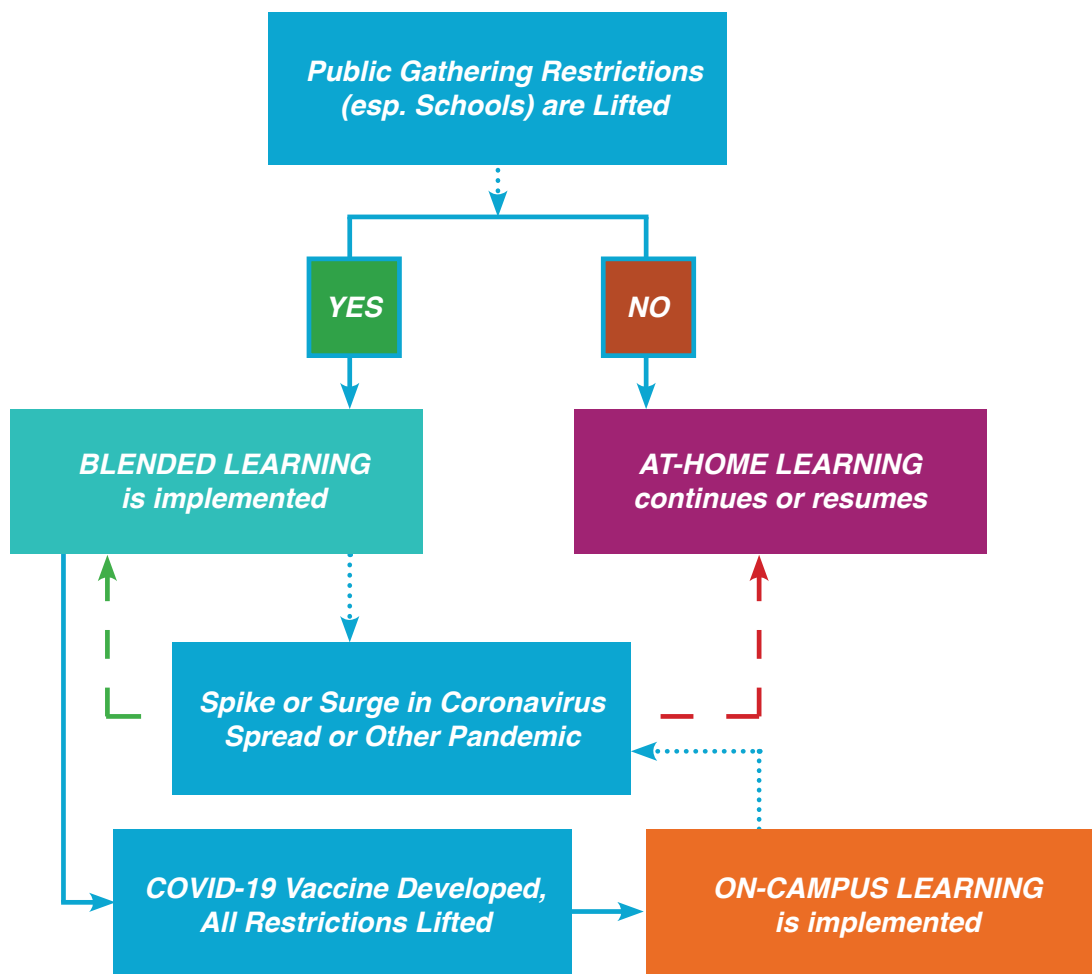 Public Gathering Restrictions
(esp. Schools) are Lifted
YES
NO
BLENDED LEARNING
is implemented
AT-HOME LEARNING
continues or resumes
Spike or Surge in Coronavirus
Spread or Other Pandemic
COVID-19 Vaccine Developed,
All Restrictions Lifted
ON-CAMPUS LEARNING
is implemented